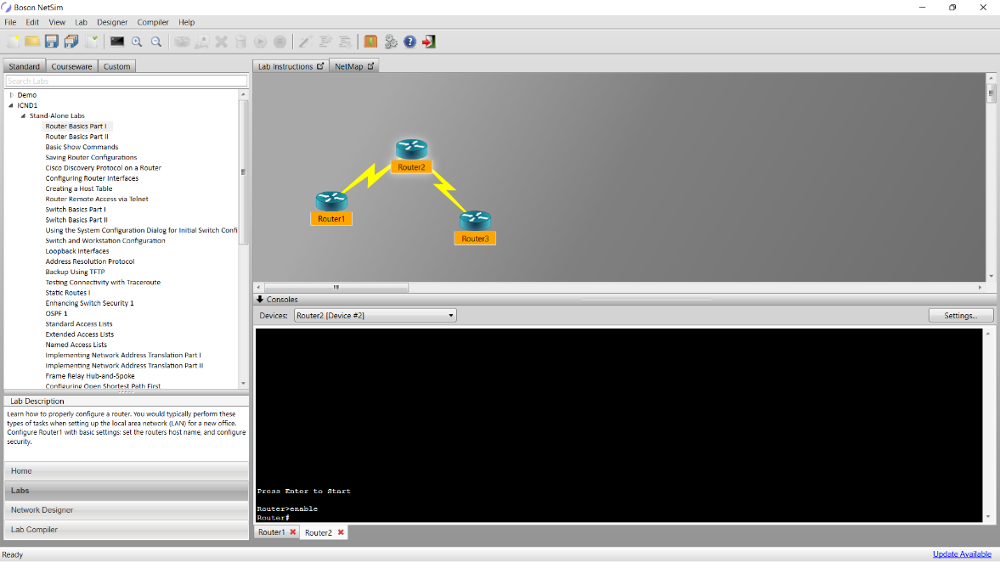 Boson NetSim
File Edit View Lab Designer Compiler Help
Standard Courseware Custom
Search Labs
Demo
ICND1
Stand-Alone Labs
Router Basics Part I
Router Basics Part II
Basic Show Commands
Saving Router Configurations
Cisco Discovery Protocol on a Router
Configuring Router Interfaces
Creating a Host Table
Router Remote Access via Telnet
Switch Basics Part I
Switch Basics Part II
Using the System Configuration Dialog for Initial Switch Confi
Switch and Workstation Configuration
Loopback Interfaces
Address Resolution Protocol
Backup Using TFTP
Testing Connectivity with Traceroute
Static Routes I
Enhancing Switch Security 1
OSPF 1
Standard Access Lists
Extended Access Lists
Named Access Lists
Implementing Network Address Translation Part I
Implementing Network Address Translation Part II
Frame Relay Hub-and-Spoke
Configuring Open Shortest Path First
Lab Description
Learn how to properly configure a router. You would typically perform these
types of tasks when setting up the local area network (LAN) for a new office.
Configure Router1 with basic settings: set the routers host name, and configure
security.
Home
Labs
Network Designer
Lab Compiler
Lab Instructions NetMap
Router2
Router1
Router3
Consoles
Devices: Router2 [Device #2] Settings...
Press Enter to Start
Router>enable
Router#
Router1 Router2
Ready Update Available